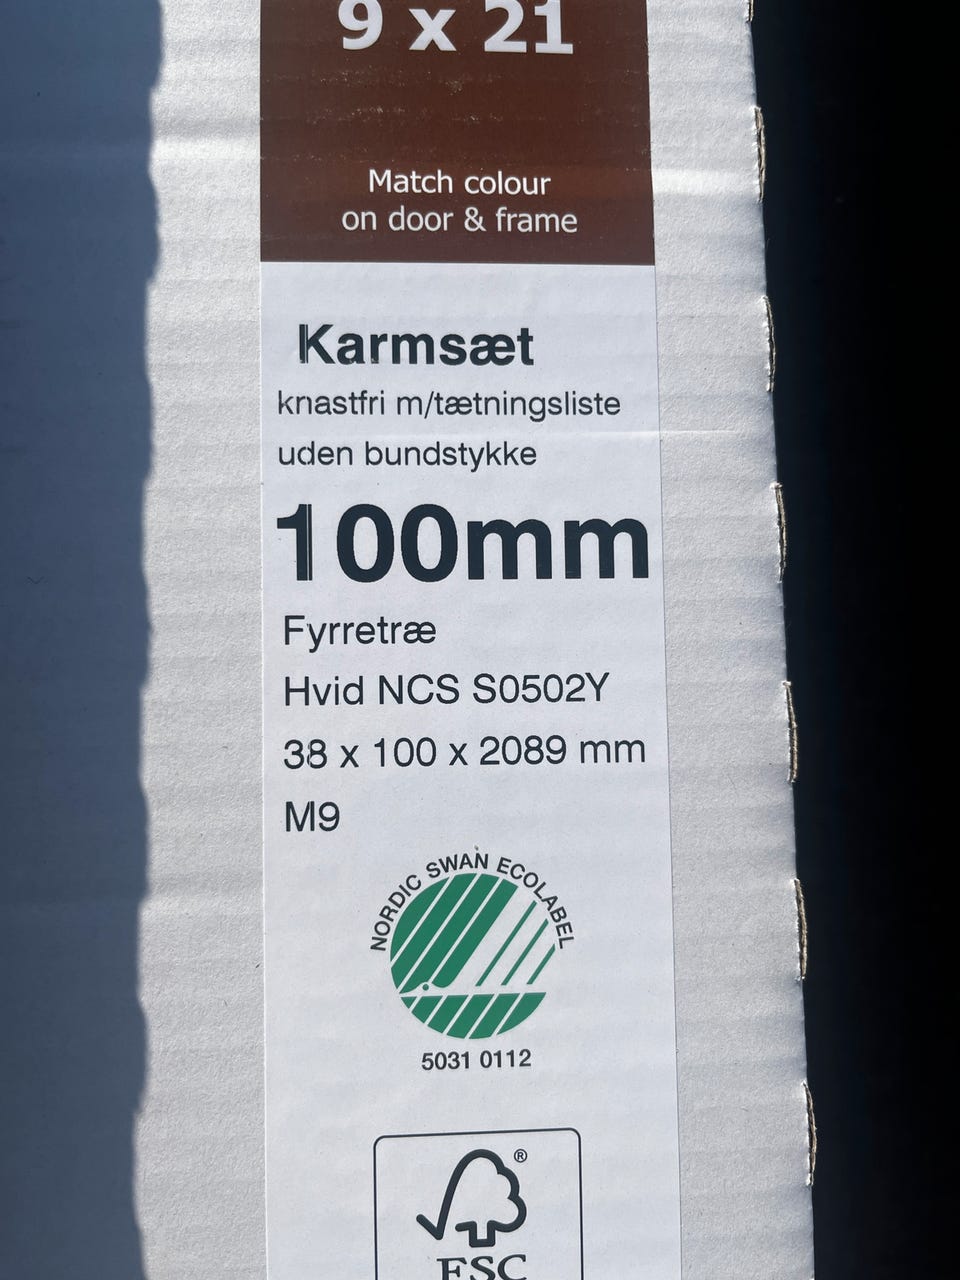 9 x 21
Match colour
on door & frame
Karmsæt
knastfri m/tætningsliste
uden bundstykke
100mm
Fyrretræ
Hvid NCS S0502Y
38 x 100 x 2089 mm
M9
NORDIC SWAN ECOLABEL
5031 0112
®
FSC